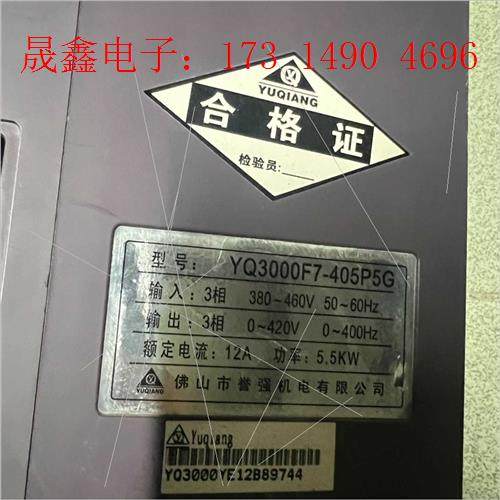 晟鑫电子：173 1490 4696
YUQIANG
合格证
检验员:
型号: YQ3000F7-405P5G
输入: 3相 380~460V 50~60Hz
输出: 3相 0~420V 0~400Hz
额定电流: 12A 功率: 5.5KW
YUQIANG 佛山市誉强机电有限公司
Yuqiang
YQ3000YE12B89744